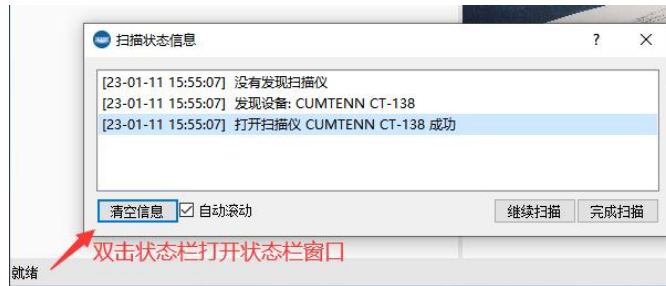 扫描状态信息
[23-01-11 15:55:07] 没有发现扫描仪
[23-01-11 15:55:07] 发现设备: CUMTENN CT-138
[23-01-11 15:55:07] 打开扫描仪 CUMTENN CT-138 成功
清空信息 自动滚动 继续扫描 完成扫描
双击状态栏打开状态栏窗口
就绪